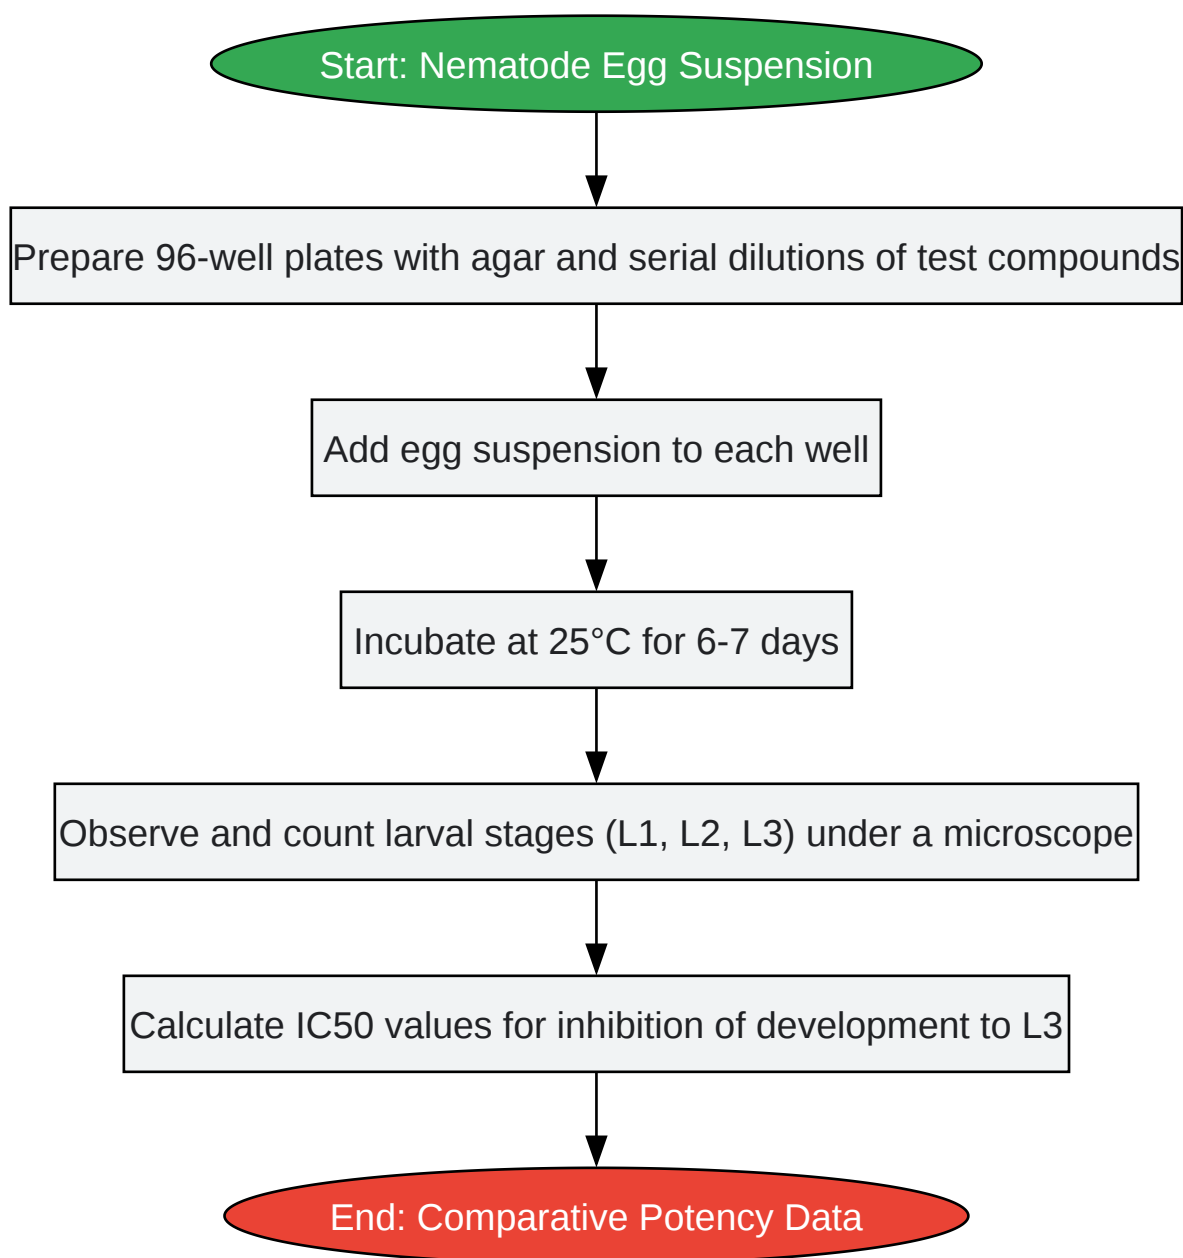 Start: Nematode Egg Suspension
Prepare 96-well plates with agar and serial dilutions of test compounds
Add egg suspension to each well
Incubate at 25°C for 6-7 days
Observe and count larval stages (L1, L2, L3) under a microscope
Calculate IC50 values for inhibition of development to L3
End: Comparative Potency Data